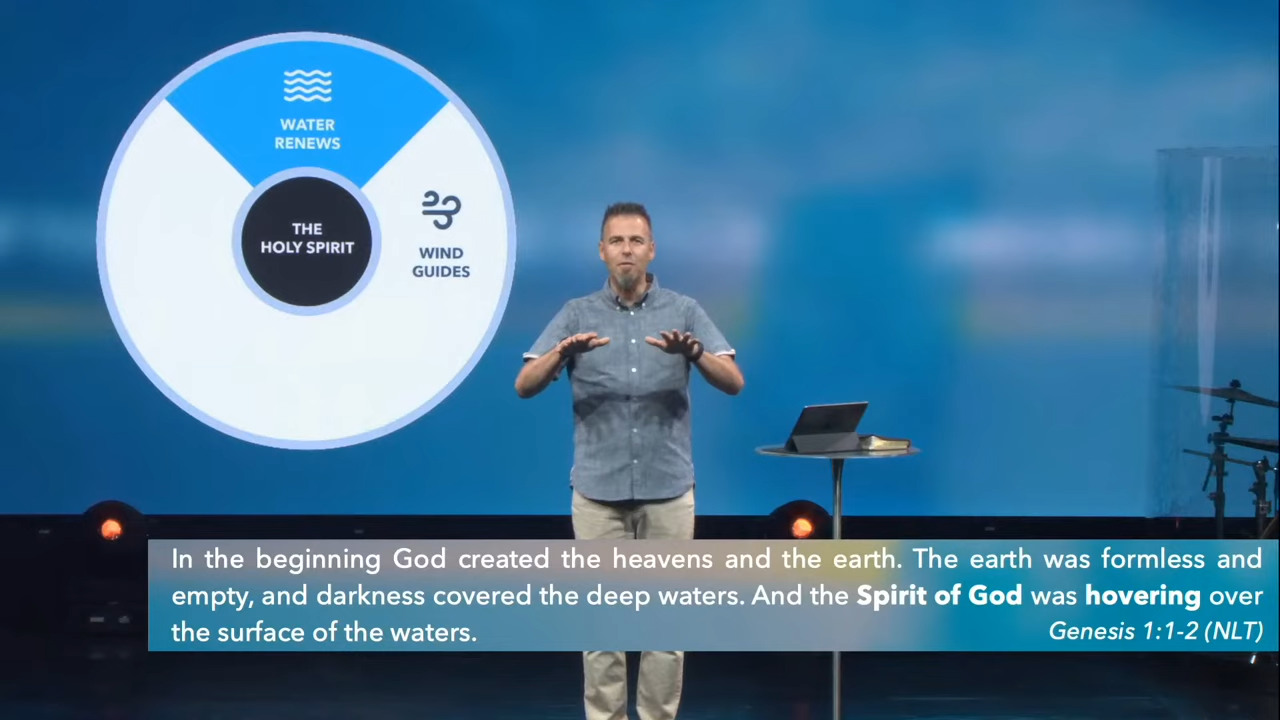 WATER
RENEWS
THE
HOLY SPIRIT
WIND
GUIDES
In the beginning God created the heavens and the earth. The earth was formless and
empty, and darkness covered the deep waters. And the Spirit of God was hovering over
the surface of the waters.
Genesis 1:1-2 (NLT)